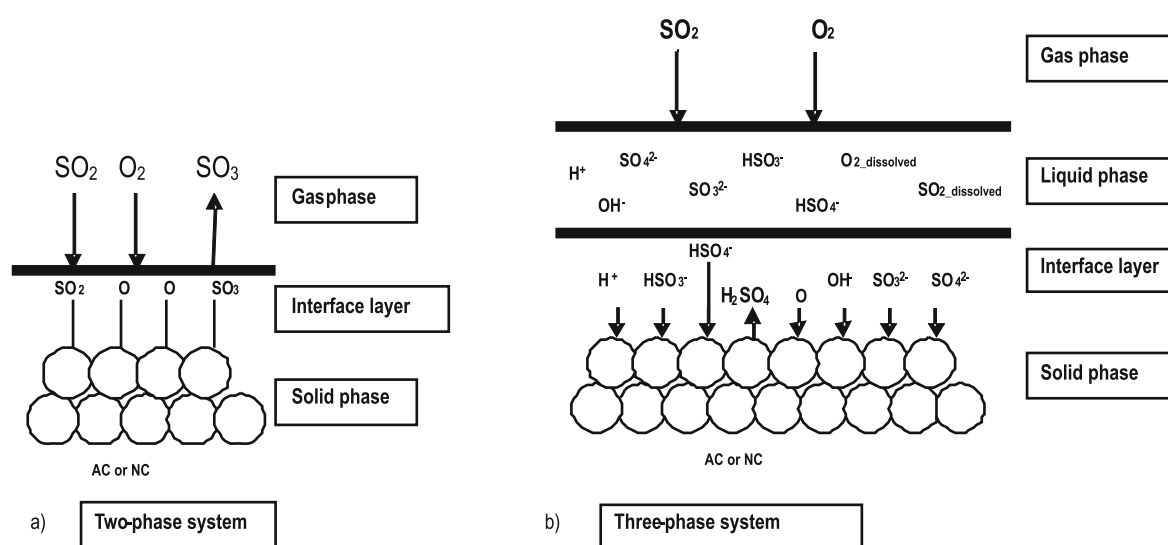 SO₂ O₂ SO₃
Gasphase
SO₂ O O SO₃
Interface layer
Solid phase
AC or NC
a) Two-phase system
SO₂ O₂
Gas phase
H⁺ SO₄²⁻ HSO₃⁻ O₂_dissolved
OH⁻ SO₃²⁻ HSO₄⁻ SO₂_dissolved
Liquid phase
HSO₄⁻
Interface layer
H⁺ HSO₃⁻ H₂SO₄ O OH⁻ SO₃²⁻ SO₄²⁻
Solid phase
AC or NC
b) Three-phase system